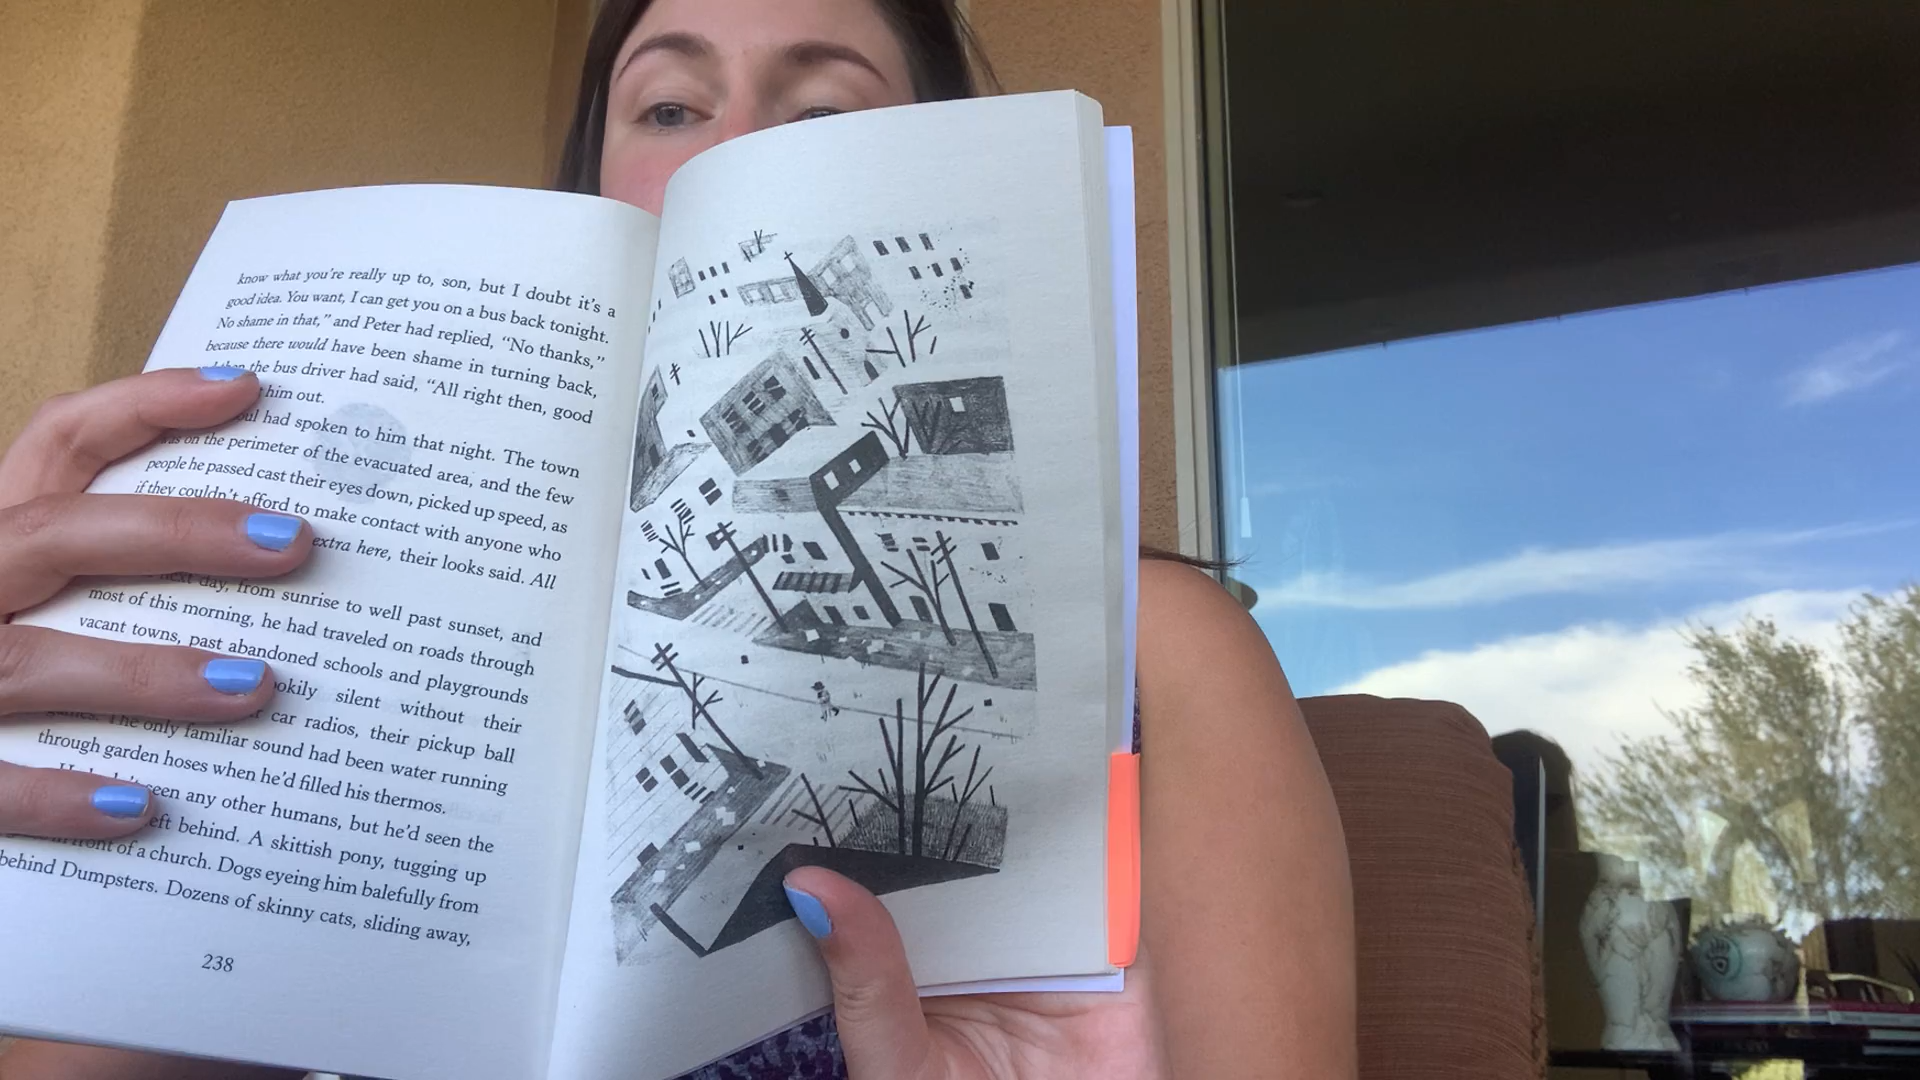 know what you're really up to, son, but I doubt it's a
good idea. You want, I can get you on a bus back tonight.
No shame in that," and Peter had replied, "No thanks,"
because there would have been shame in turning back,
the bus driver had said, "All right then, good
him out.
had spoken to him that night. The town
was on the perimeter of the evacuated area, and the few
people he passed cast their eyes down, picked up speed, as
if they couldn't afford to make contact with anyone who
extra here, their looks said. All
next day, from sunrise to well past sunset, and
most of this morning, he had traveled on roads through
vacant towns, past abandoned schools and playgrounds
silent without their
car radios, their pickup ball
games. The only familiar sound had been water running
through garden hoses when he'd filled his thermos.
seen any other humans, but he'd seen the
left behind. A skittish pony, tugging up
front of a church. Dogs eyeing him balefully from
behind Dumpsters. Dozens of skinny cats, sliding away,
238